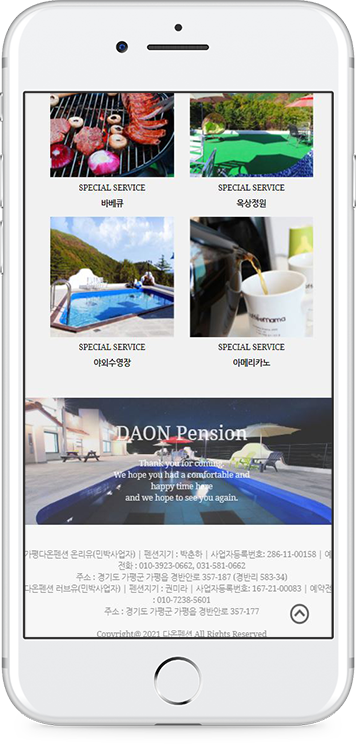 SPECIAL SERVICE
바베큐
SPECIAL SERVICE
옥상정원
SPECIAL SERVICE
야외수영장
SPECIAL SERVICE
아메리카노
DAON Pension
Thank you for coming
We hope you had a comfortable and
happy time here
and we hope to see you again.
가평다온펜션 온리유(민박사업자) | 펜션지기 : 박춘하 | 사업자등록번호: 286-11-00158 | 예
전화 : 010-3923-0662, 031-581-0662
주소 : 경기도 가평군 가평읍 경반안로 357-187 (경반리 583-34)
다온펜션 러브유(민박사업자) | 펜션지기 : 권미라 | 사업자등록번호: 167-21-00083 | 예약전
: 010-7238-5601
주소 : 경기도 가평군 가평읍 경반안로 357-177
Copyright@ 2021 다온펜션 All Rights Reserved